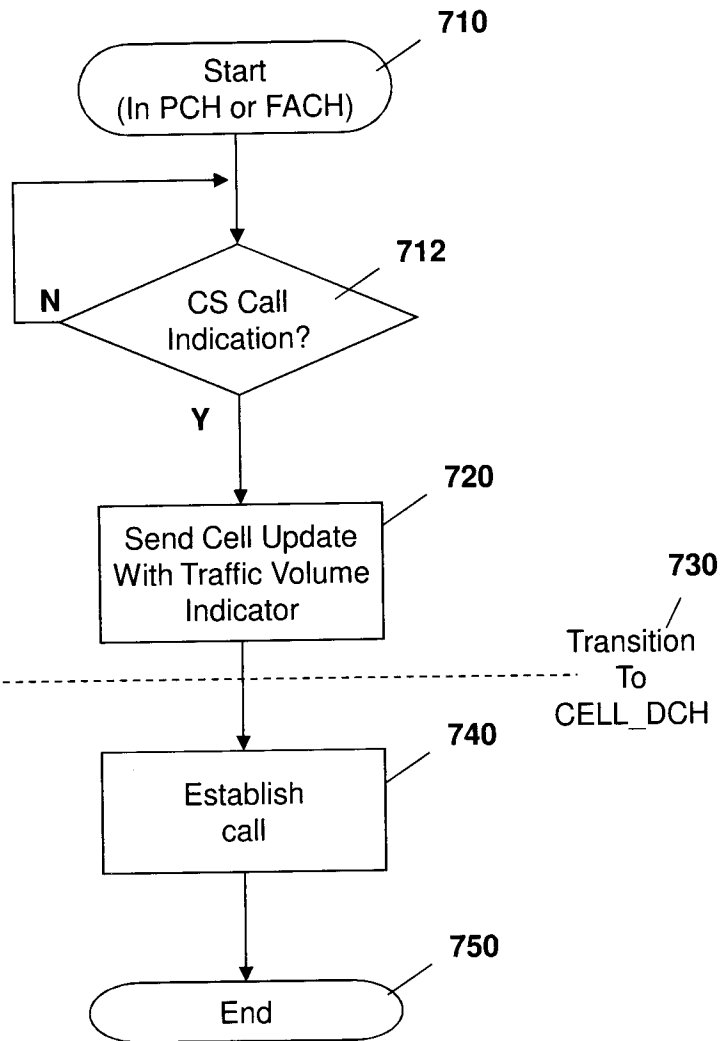 710
Start
(In PCH or FACH)
712
N
CS Call
Indication?
Y
720
Send Cell Update
With Traffic Volume
Indicator
730
Transition
To
CELL_DCH
740
Establish
call
750
End